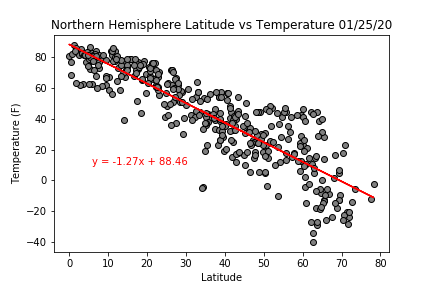 Northern Hemisphere Latitude vs Temperature 01/25/20
Temperature (F)
80
60
40
20
0
−20
−40
y = -1.27x + 88.46
0 10 20 30 40 50 60 70 80
Latitude